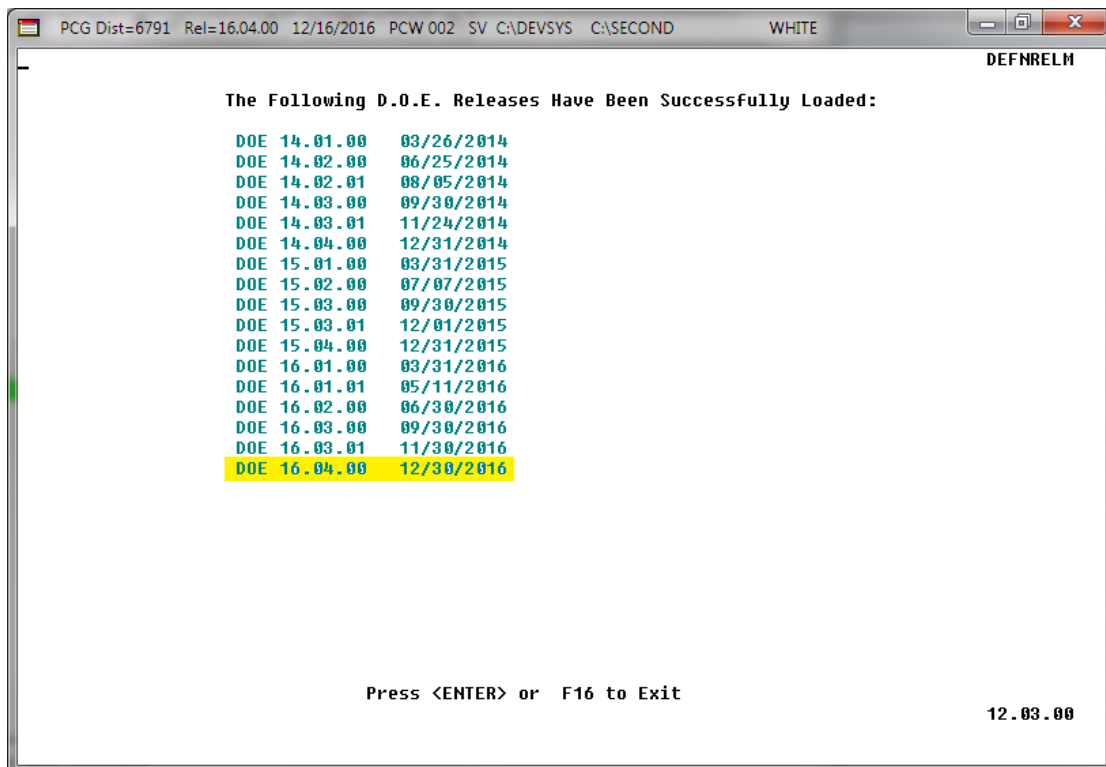 PCG Dist=6791 Rel=16.04.00 12/16/2016 PCW 002 SV C:\DEVSYS C:\SECOND WHITE
DEFNRELM
The Following D.O.E. Releases Have Been Successfully Loaded:
DOE 14.01.00 03/26/2014
DOE 14.02.00 06/25/2014
DOE 14.02.01 08/05/2014
DOE 14.03.00 09/30/2014
DOE 14.03.01 11/24/2014
DOE 14.04.00 12/31/2014
DOE 15.01.00 03/31/2015
DOE 15.02.00 07/07/2015
DOE 15.03.00 09/30/2015
DOE 15.03.01 12/01/2015
DOE 15.04.00 12/31/2015
DOE 16.01.00 03/31/2016
DOE 16.01.01 05/11/2016
DOE 16.02.00 06/30/2016
DOE 16.03.00 09/30/2016
DOE 16.03.01 11/30/2016
DOE 16.04.00 12/30/2016
Press <ENTER> or F16 to Exit
12.03.00